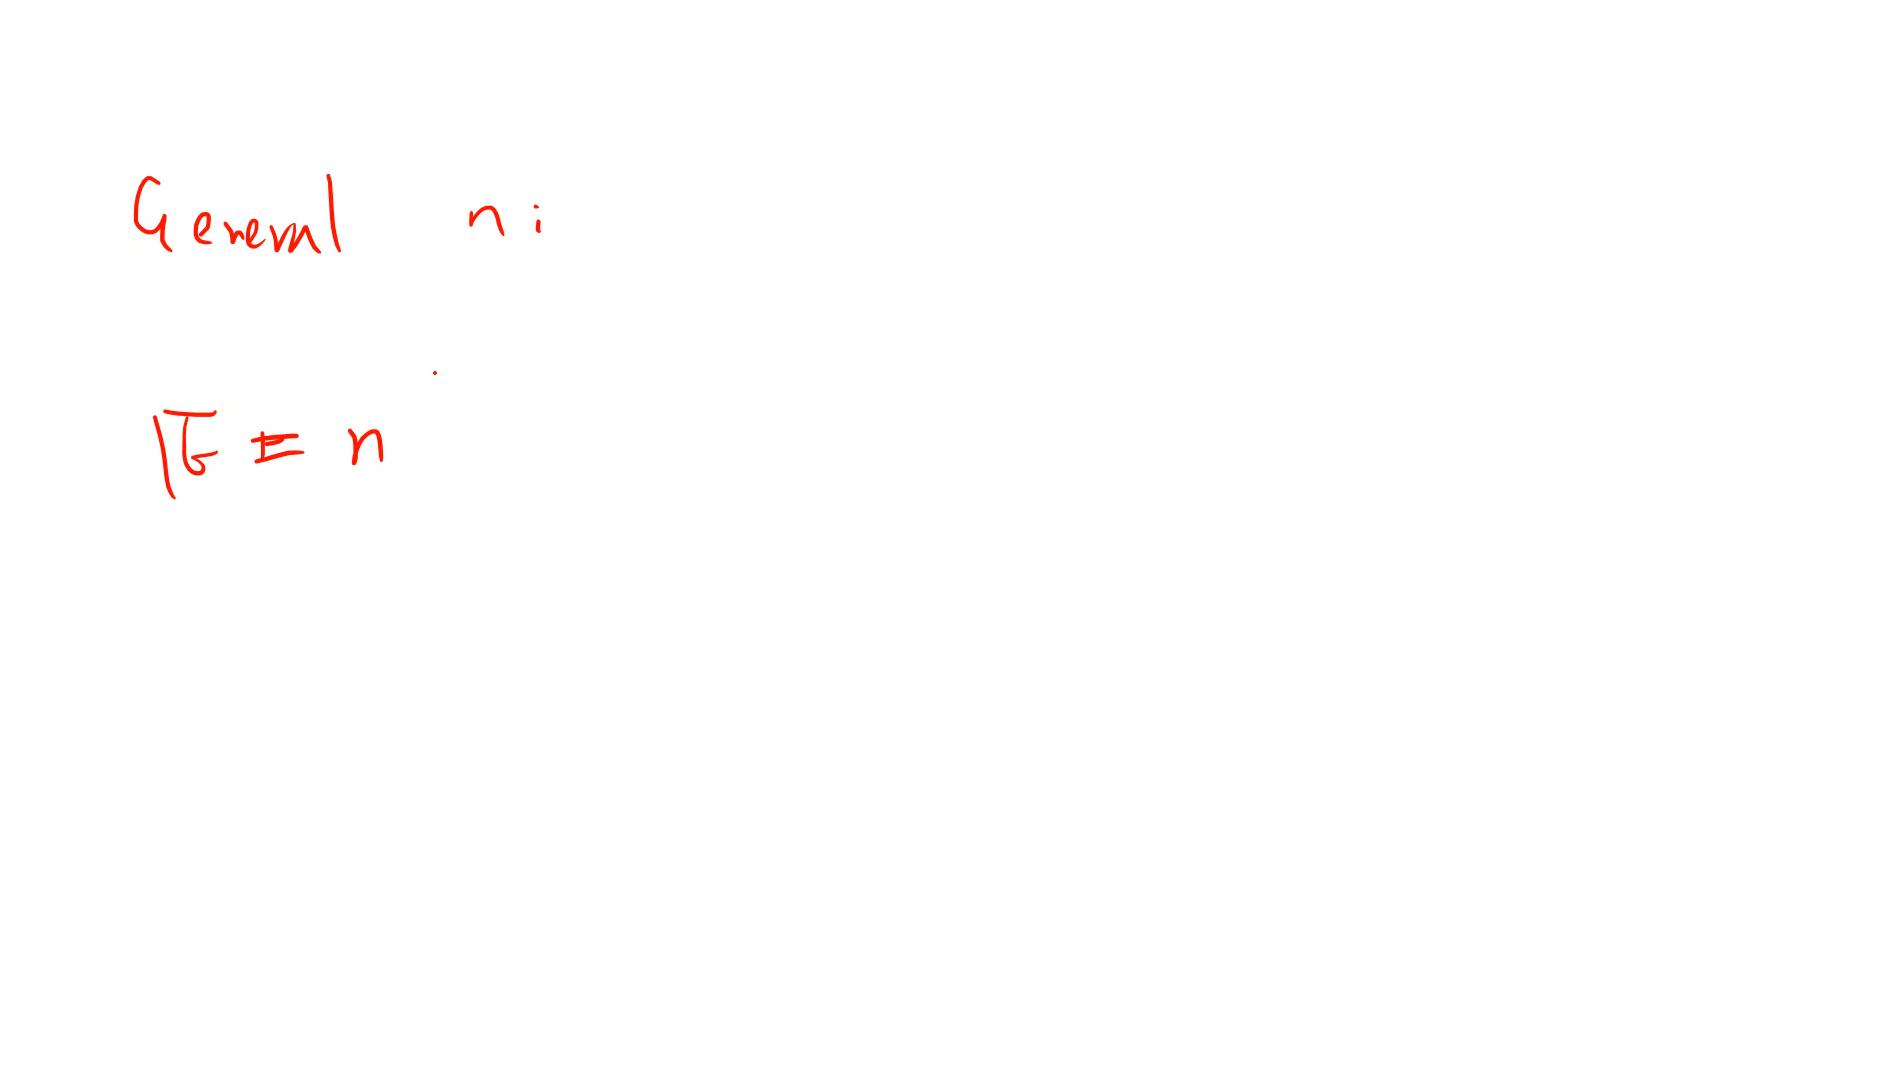 General n:
E = n